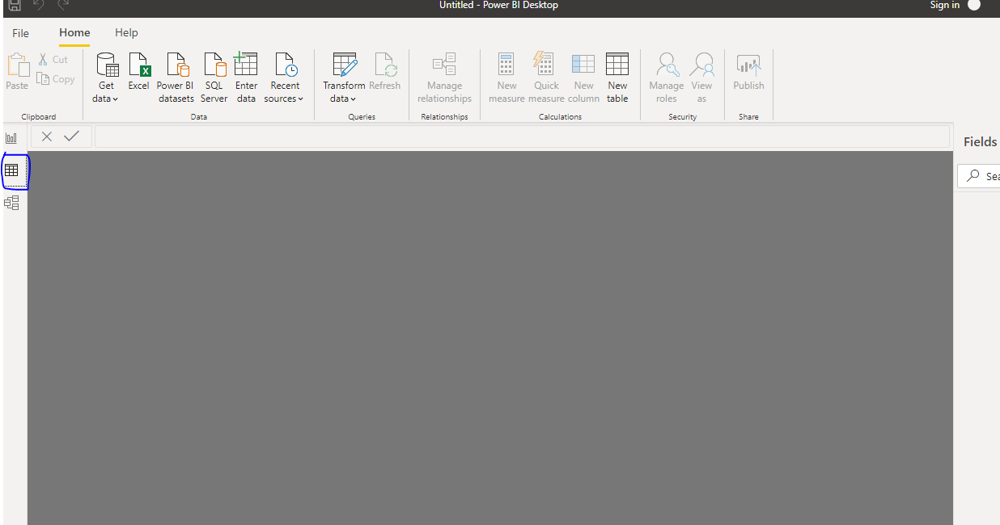 Untitled - Power BI Desktop
Sign in
File Home Help
Paste
Cut
Copy
Get data
Excel
Power BI datasets
SQL Server
Enter data
Recent sources
Transform data
Refresh
Manage relationships
New measure
Quick measure
New column
New table
Manage roles
View as
Publish
Clipboard
Data
Queries
Relationships
Calculations
Security
Share
Fields
Sea